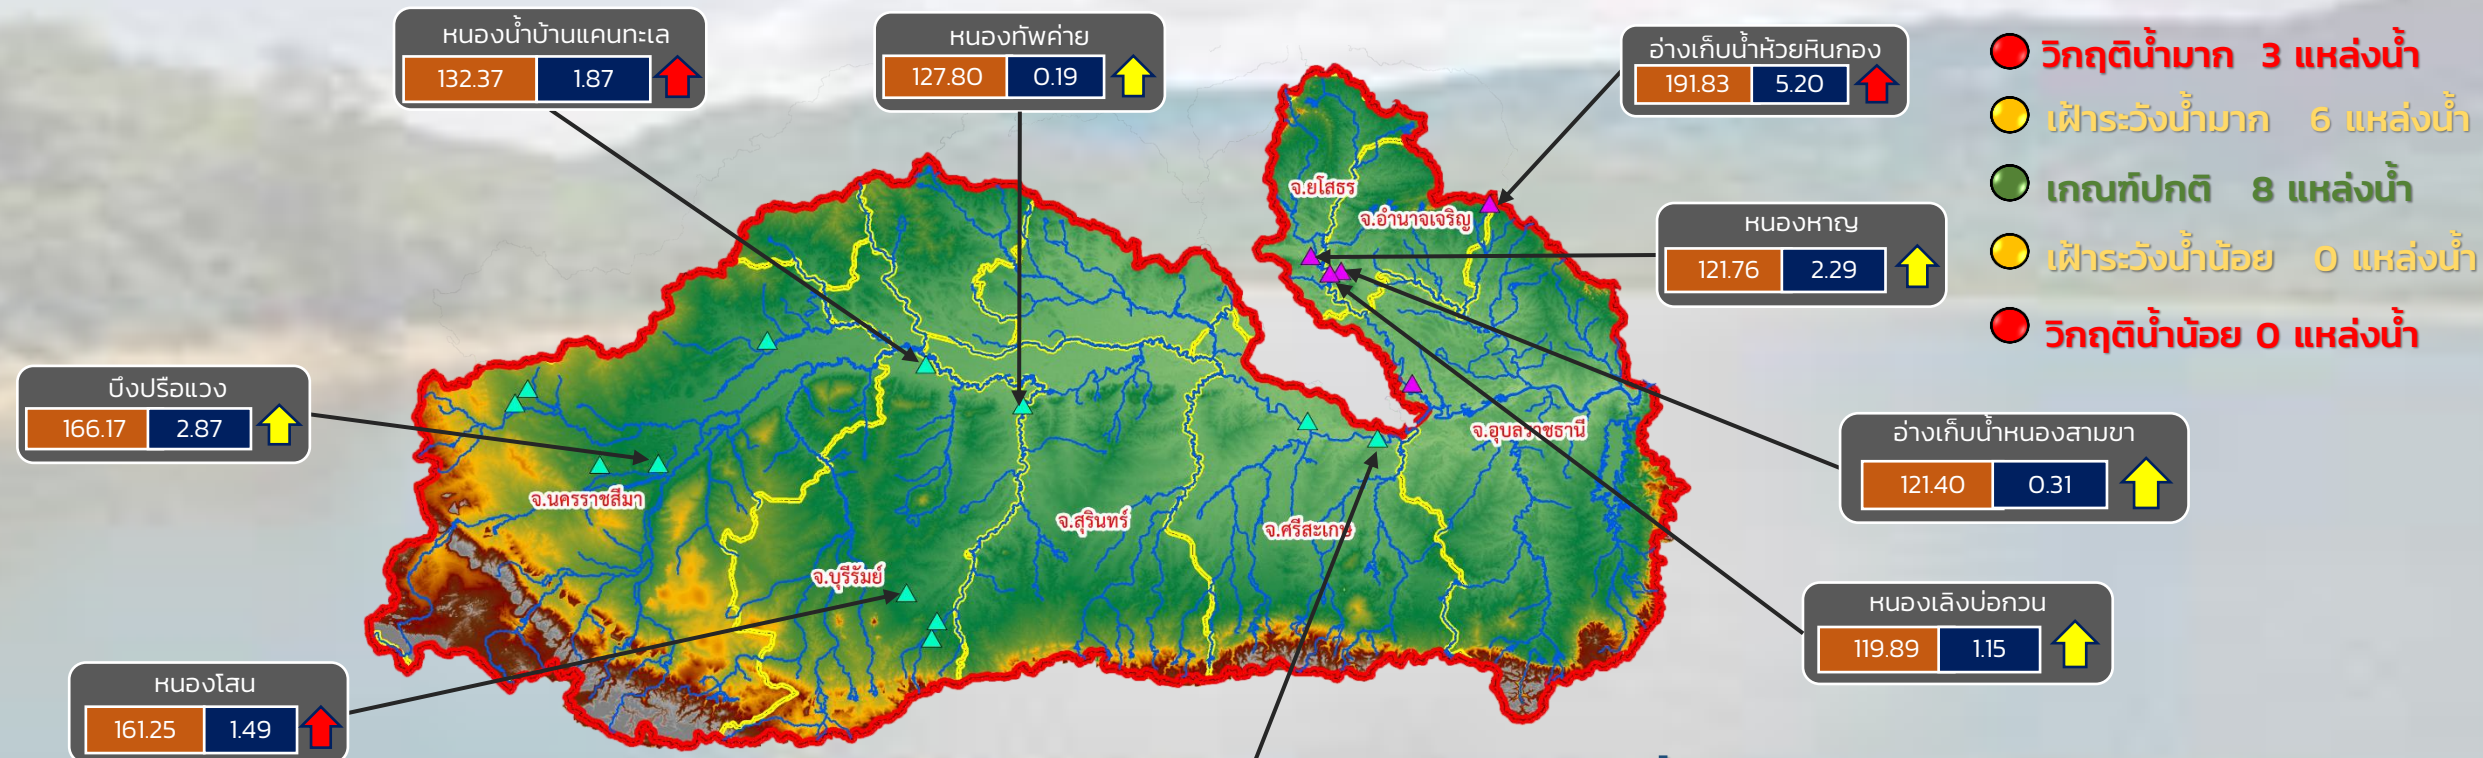 หนองน้ำบ้านแคนทะเล
132.37 1.87
หนองทัพค่าย
127.80 0.19
อ่างเก็บน้ำห้วยหินกอง
191.83 5.20
วิกฤติน้ำมาก 3 แหล่งน้ำ
เฝ้าระวังน้ำมาก 6 แหล่งน้ำ
เกณฑ์ปกติ 8 แหล่งน้ำ
เฝ้าระวังน้ำน้อย 0 แหล่งน้ำ
วิกฤติน้ำน้อย 0 แหล่งน้ำ
จ.ยโสธร
จ.อำนาจเจริญ
หนองหาญ
121.76 2.29
บึงปรือแวง
166.17 2.87
จ.อุบลราชธานี
อ่างเก็บน้ำหนองสามขา
121.40 0.31
จ.นครราชสีมา
จ.สุรินทร์
จ.ศรีสะเกษ
จ.บุรีรัมย์
หนองเลิงบ่อกวน
119.89 1.15
หนองโสน
161.25 1.49